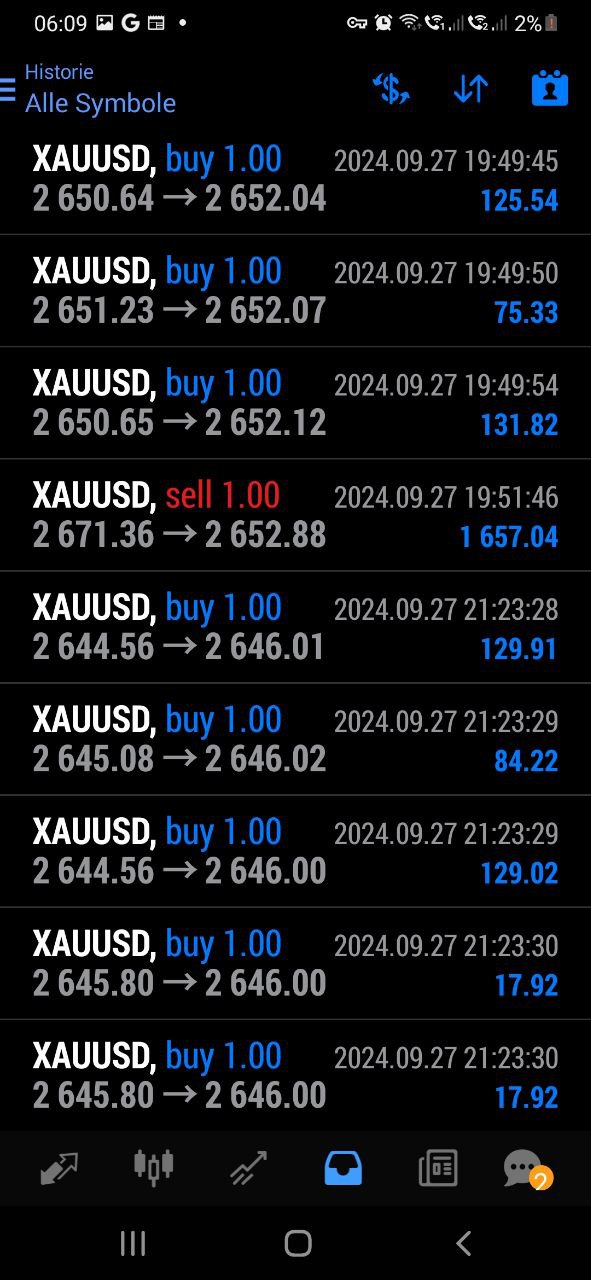 06:09 2%
Historie
Alle Symbole
XAUUSD, buy 1.00 2024.09.27 19:49:45
2 650.64 → 2 652.04 125.54
XAUUSD, buy 1.00 2024.09.27 19:49:50
2 651.23 → 2 652.07 75.33
XAUUSD, buy 1.00 2024.09.27 19:49:54
2 650.65 → 2 652.12 131.82
XAUUSD, sell 1.00 2024.09.27 19:51:46
2 671.36 → 2 652.88 1 657.04
XAUUSD, buy 1.00 2024.09.27 21:23:28
2 644.56 → 2 646.01 129.91
XAUUSD, buy 1.00 2024.09.27 21:23:29
2 645.08 → 2 646.02 84.22
XAUUSD, buy 1.00 2024.09.27 21:23:29
2 644.56 → 2 646.00 129.02
XAUUSD, buy 1.00 2024.09.27 21:23:30
2 645.80 → 2 646.00 17.92
XAUUSD, buy 1.00 2024.09.27 21:23:30
2 645.80 → 2 646.00 17.92
2